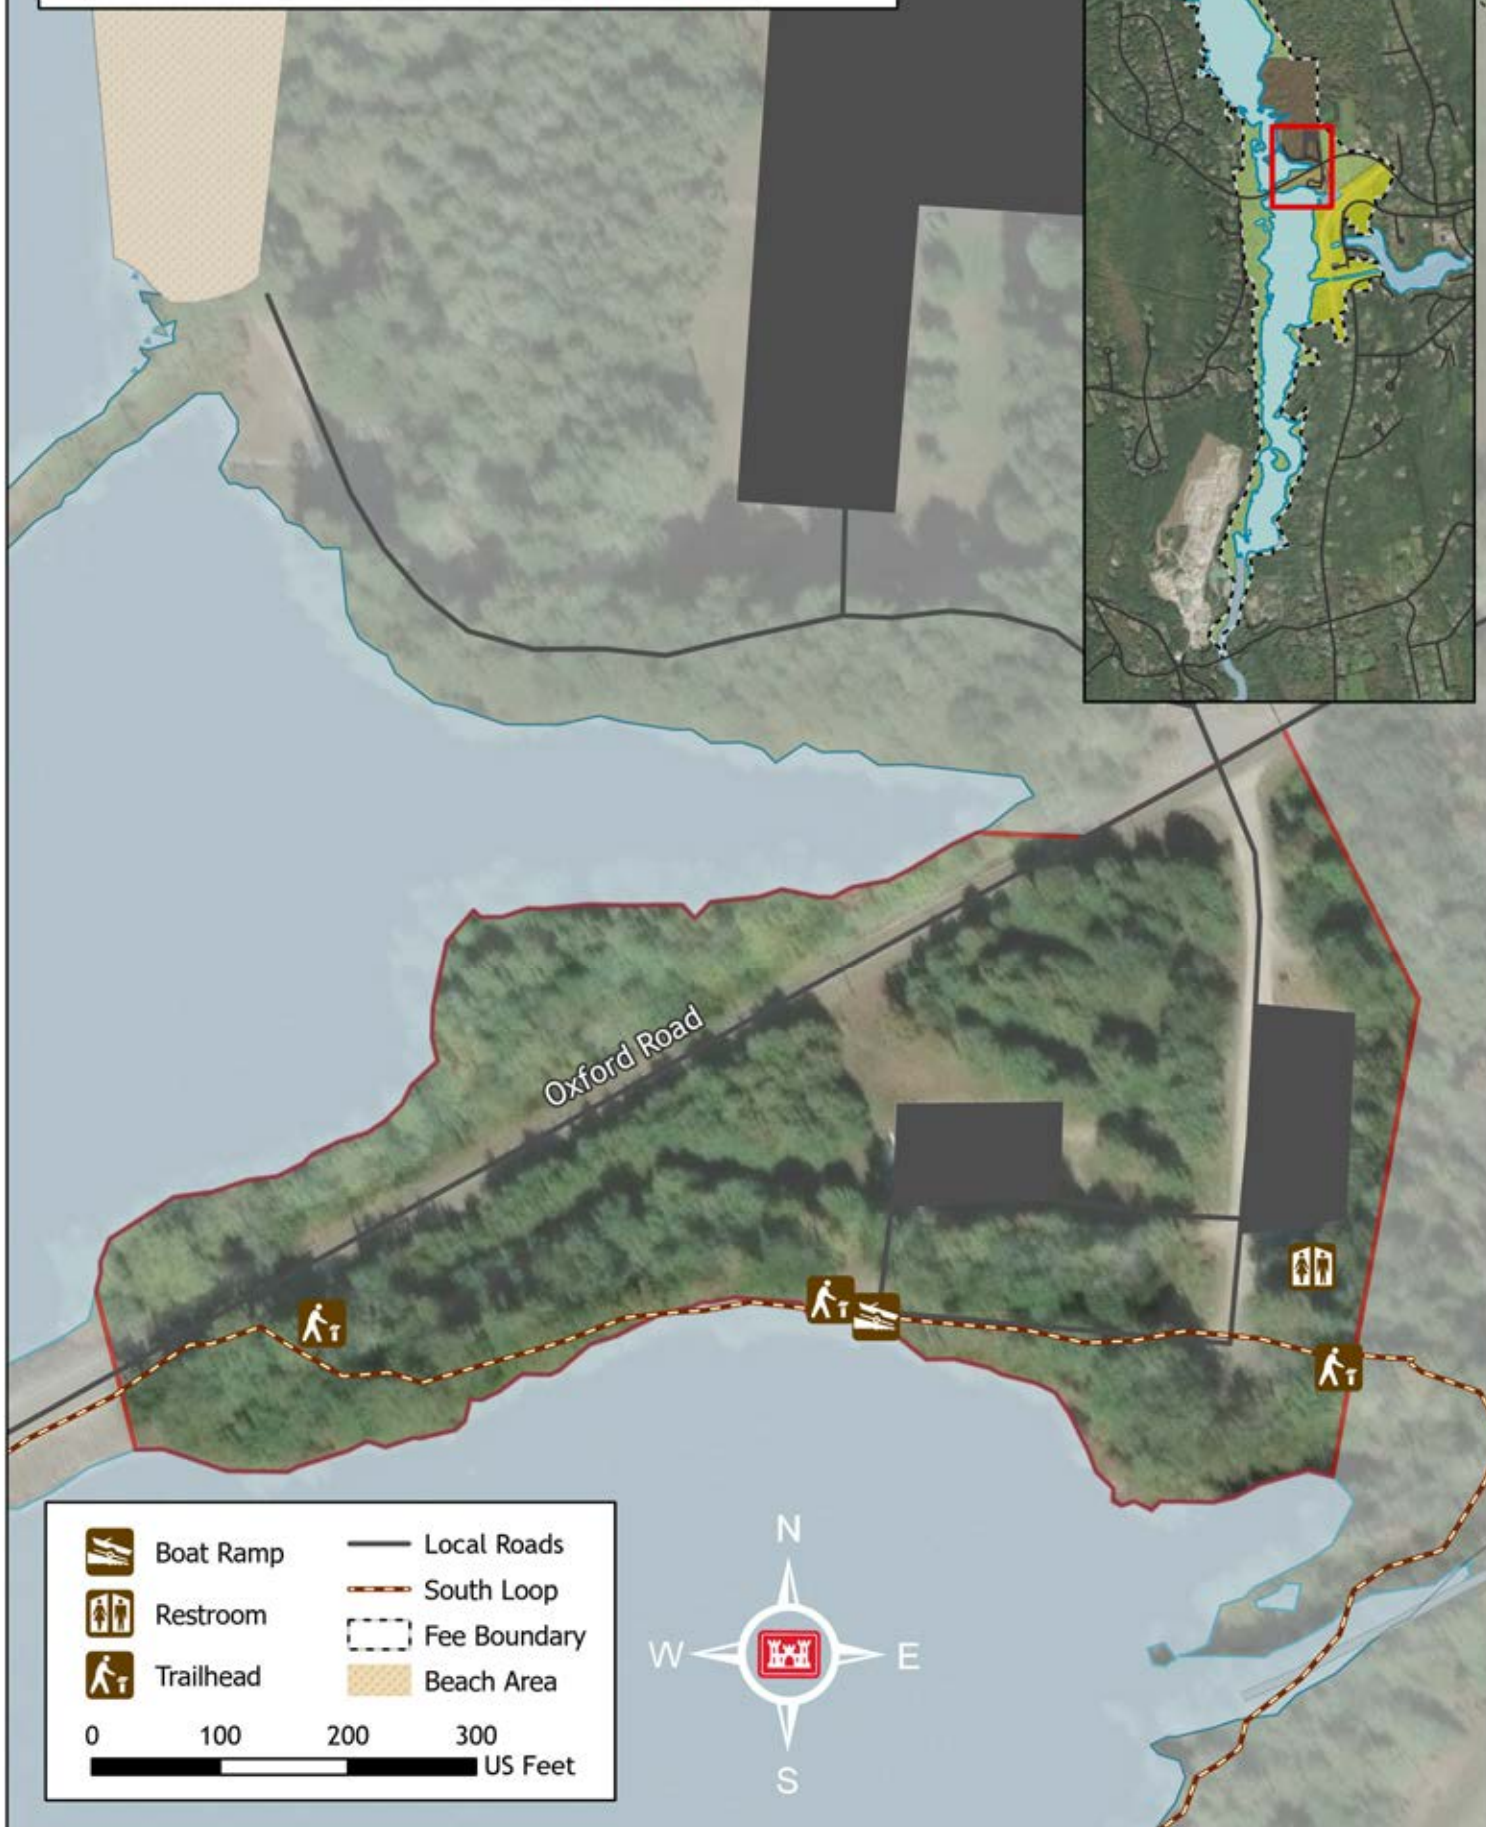 Oxford Road
Boat Ramp
Restroom
Trailhead
Local Roads
South Loop
Fee Boundary
Beach Area
0 100 200 300
US Feet
N
W E
S